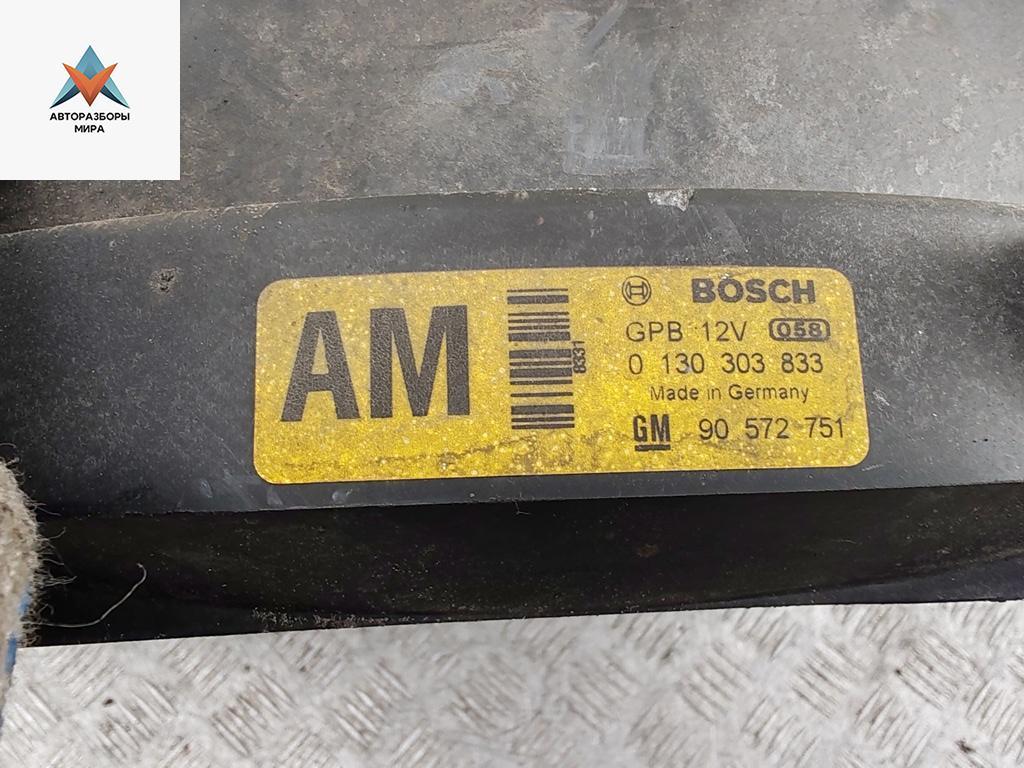 АВТОРАЗБОРЫ
МИРА
AM
8331
BOSCH
GPB 12V 058
0 130 303 833
Made in Germany
GM 90 572 751